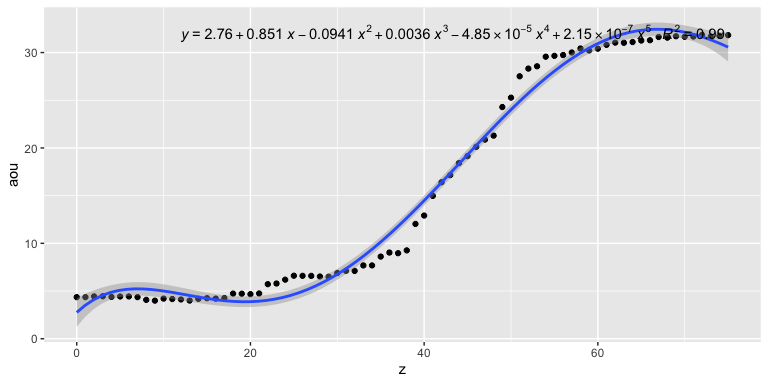 y = 2.76 + 0.851 x − 0.0941 x² + 0.0036 x³ − 4.85 × 10⁻⁵ x⁴ + 2.15 × 10⁻⁷ x⁵ R² = 0.99
30
20
10
0
aou
0 20 40 60
z